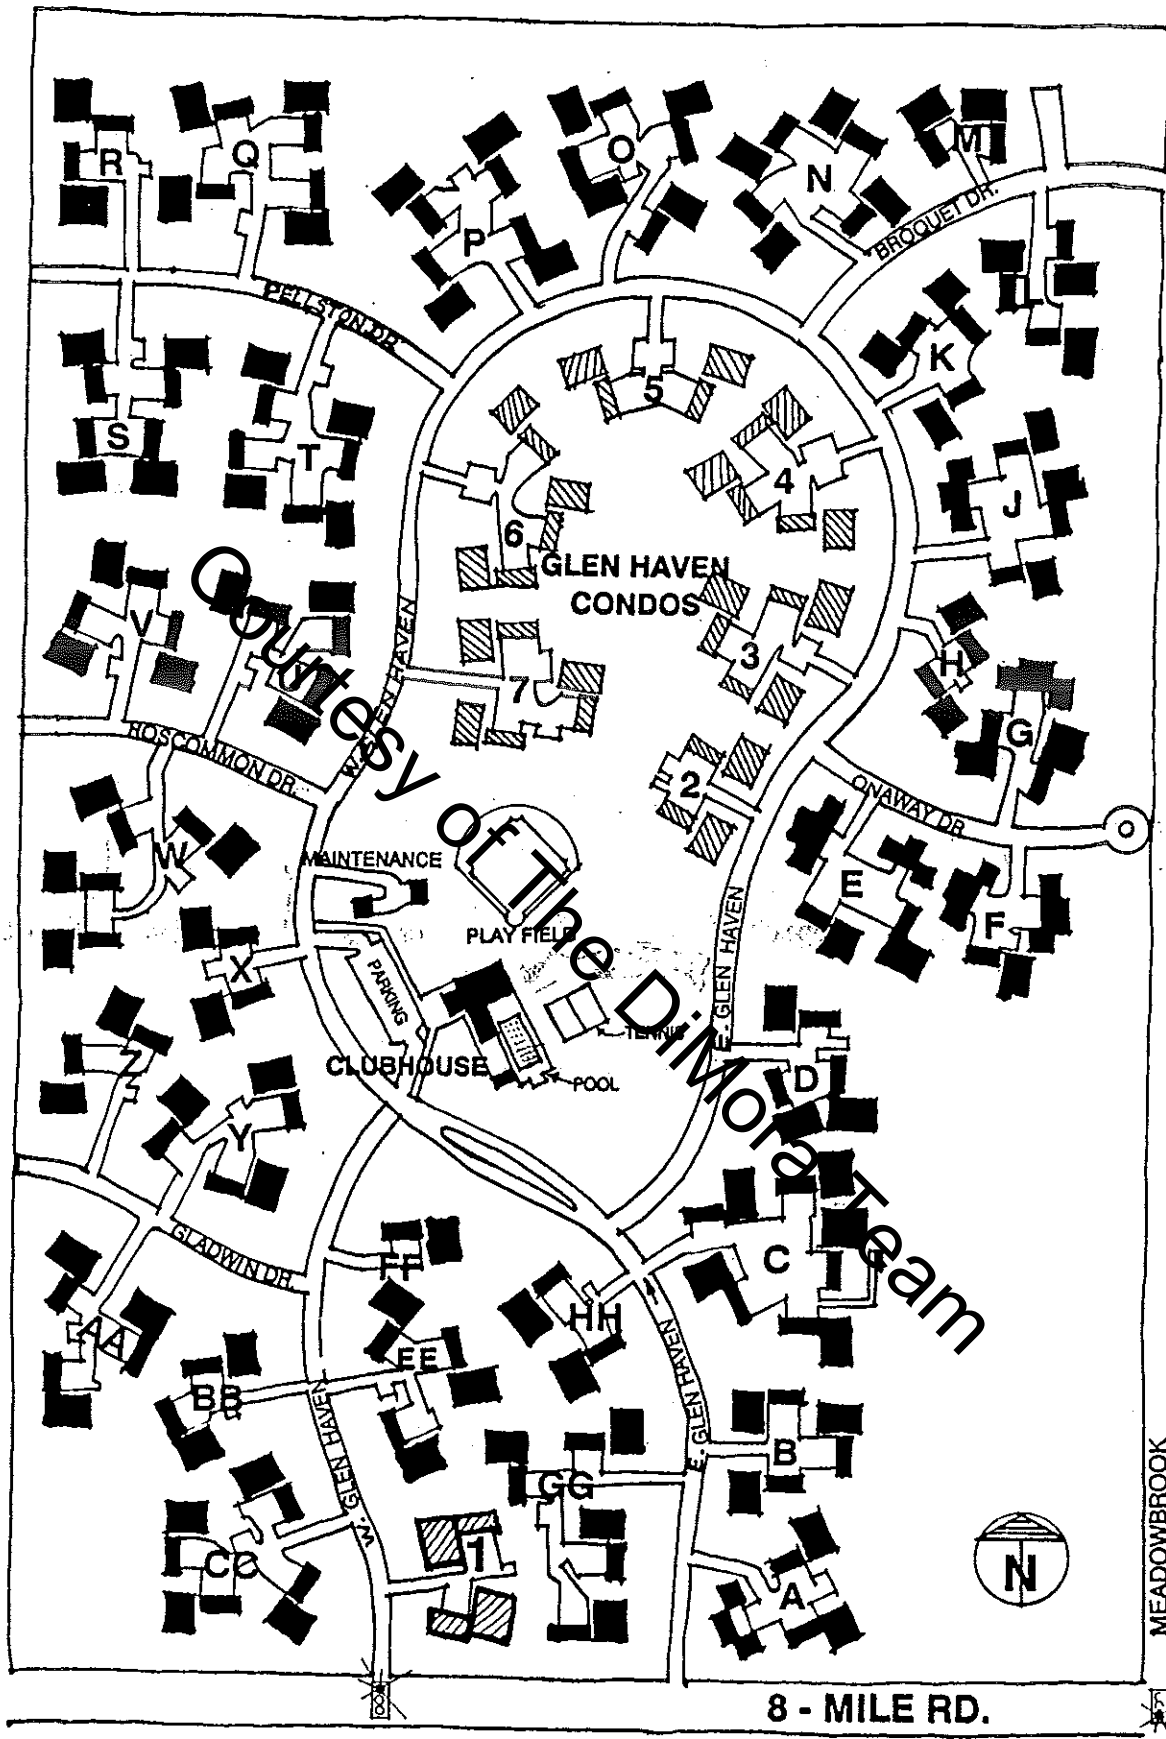 R
Q
P
O
N
M
BROQUET DR.
L
K
PELLSTON DR.
5
4
S
T
J
6
GLEN HAVEN
CONDOS
V
U
3
H
7
G
W. GLEN HAVEN
ROSCOMMON DR.
2
ONAWAY DR.
W
MAINTENANCE
E
F
PLAY FIELD
X
PARKING
E. GLEN HAVEN
TENNIS
CLUBHOUSE
POOL
Z
D
Y
C
GLADWIN DR.
FF
HH
AA
EE
BB
E. GLEN HAVEN
B
W. GLEN HAVEN
GG
1
CC
A
N
MEADOWBROOK
8 - MILE RD.
Courtesy of The DiMora Team